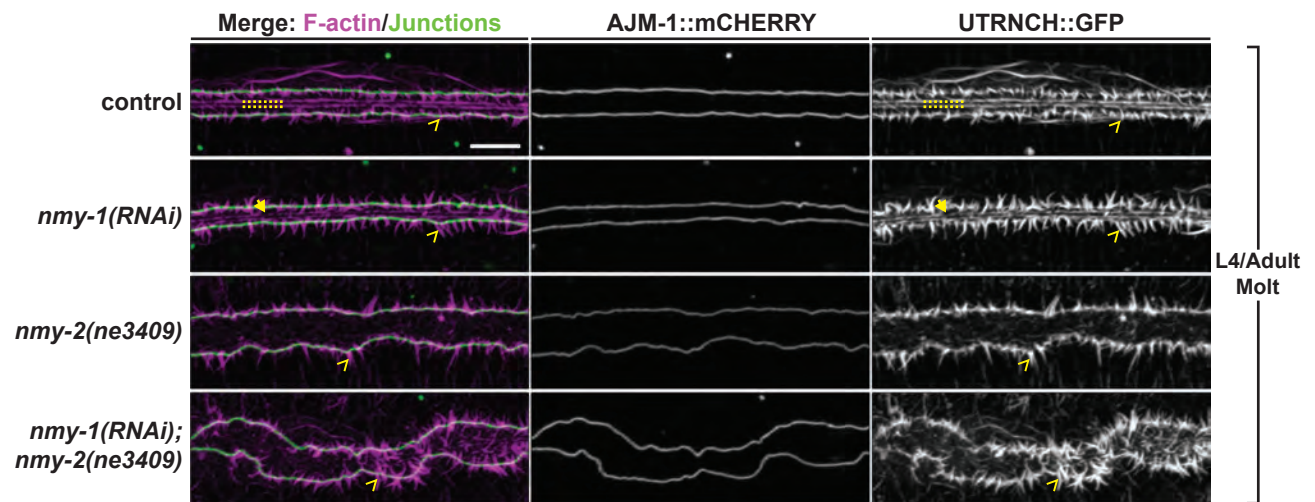 Merge: F-actin/Junctions
AJM-1::mCHERRY
UTRNCH::GFP
control
nmy-1(RNAi)
nmy-2(ne3409)
nmy-1(RNAi);
nmy-2(ne3409)
L4/Adult
Molt